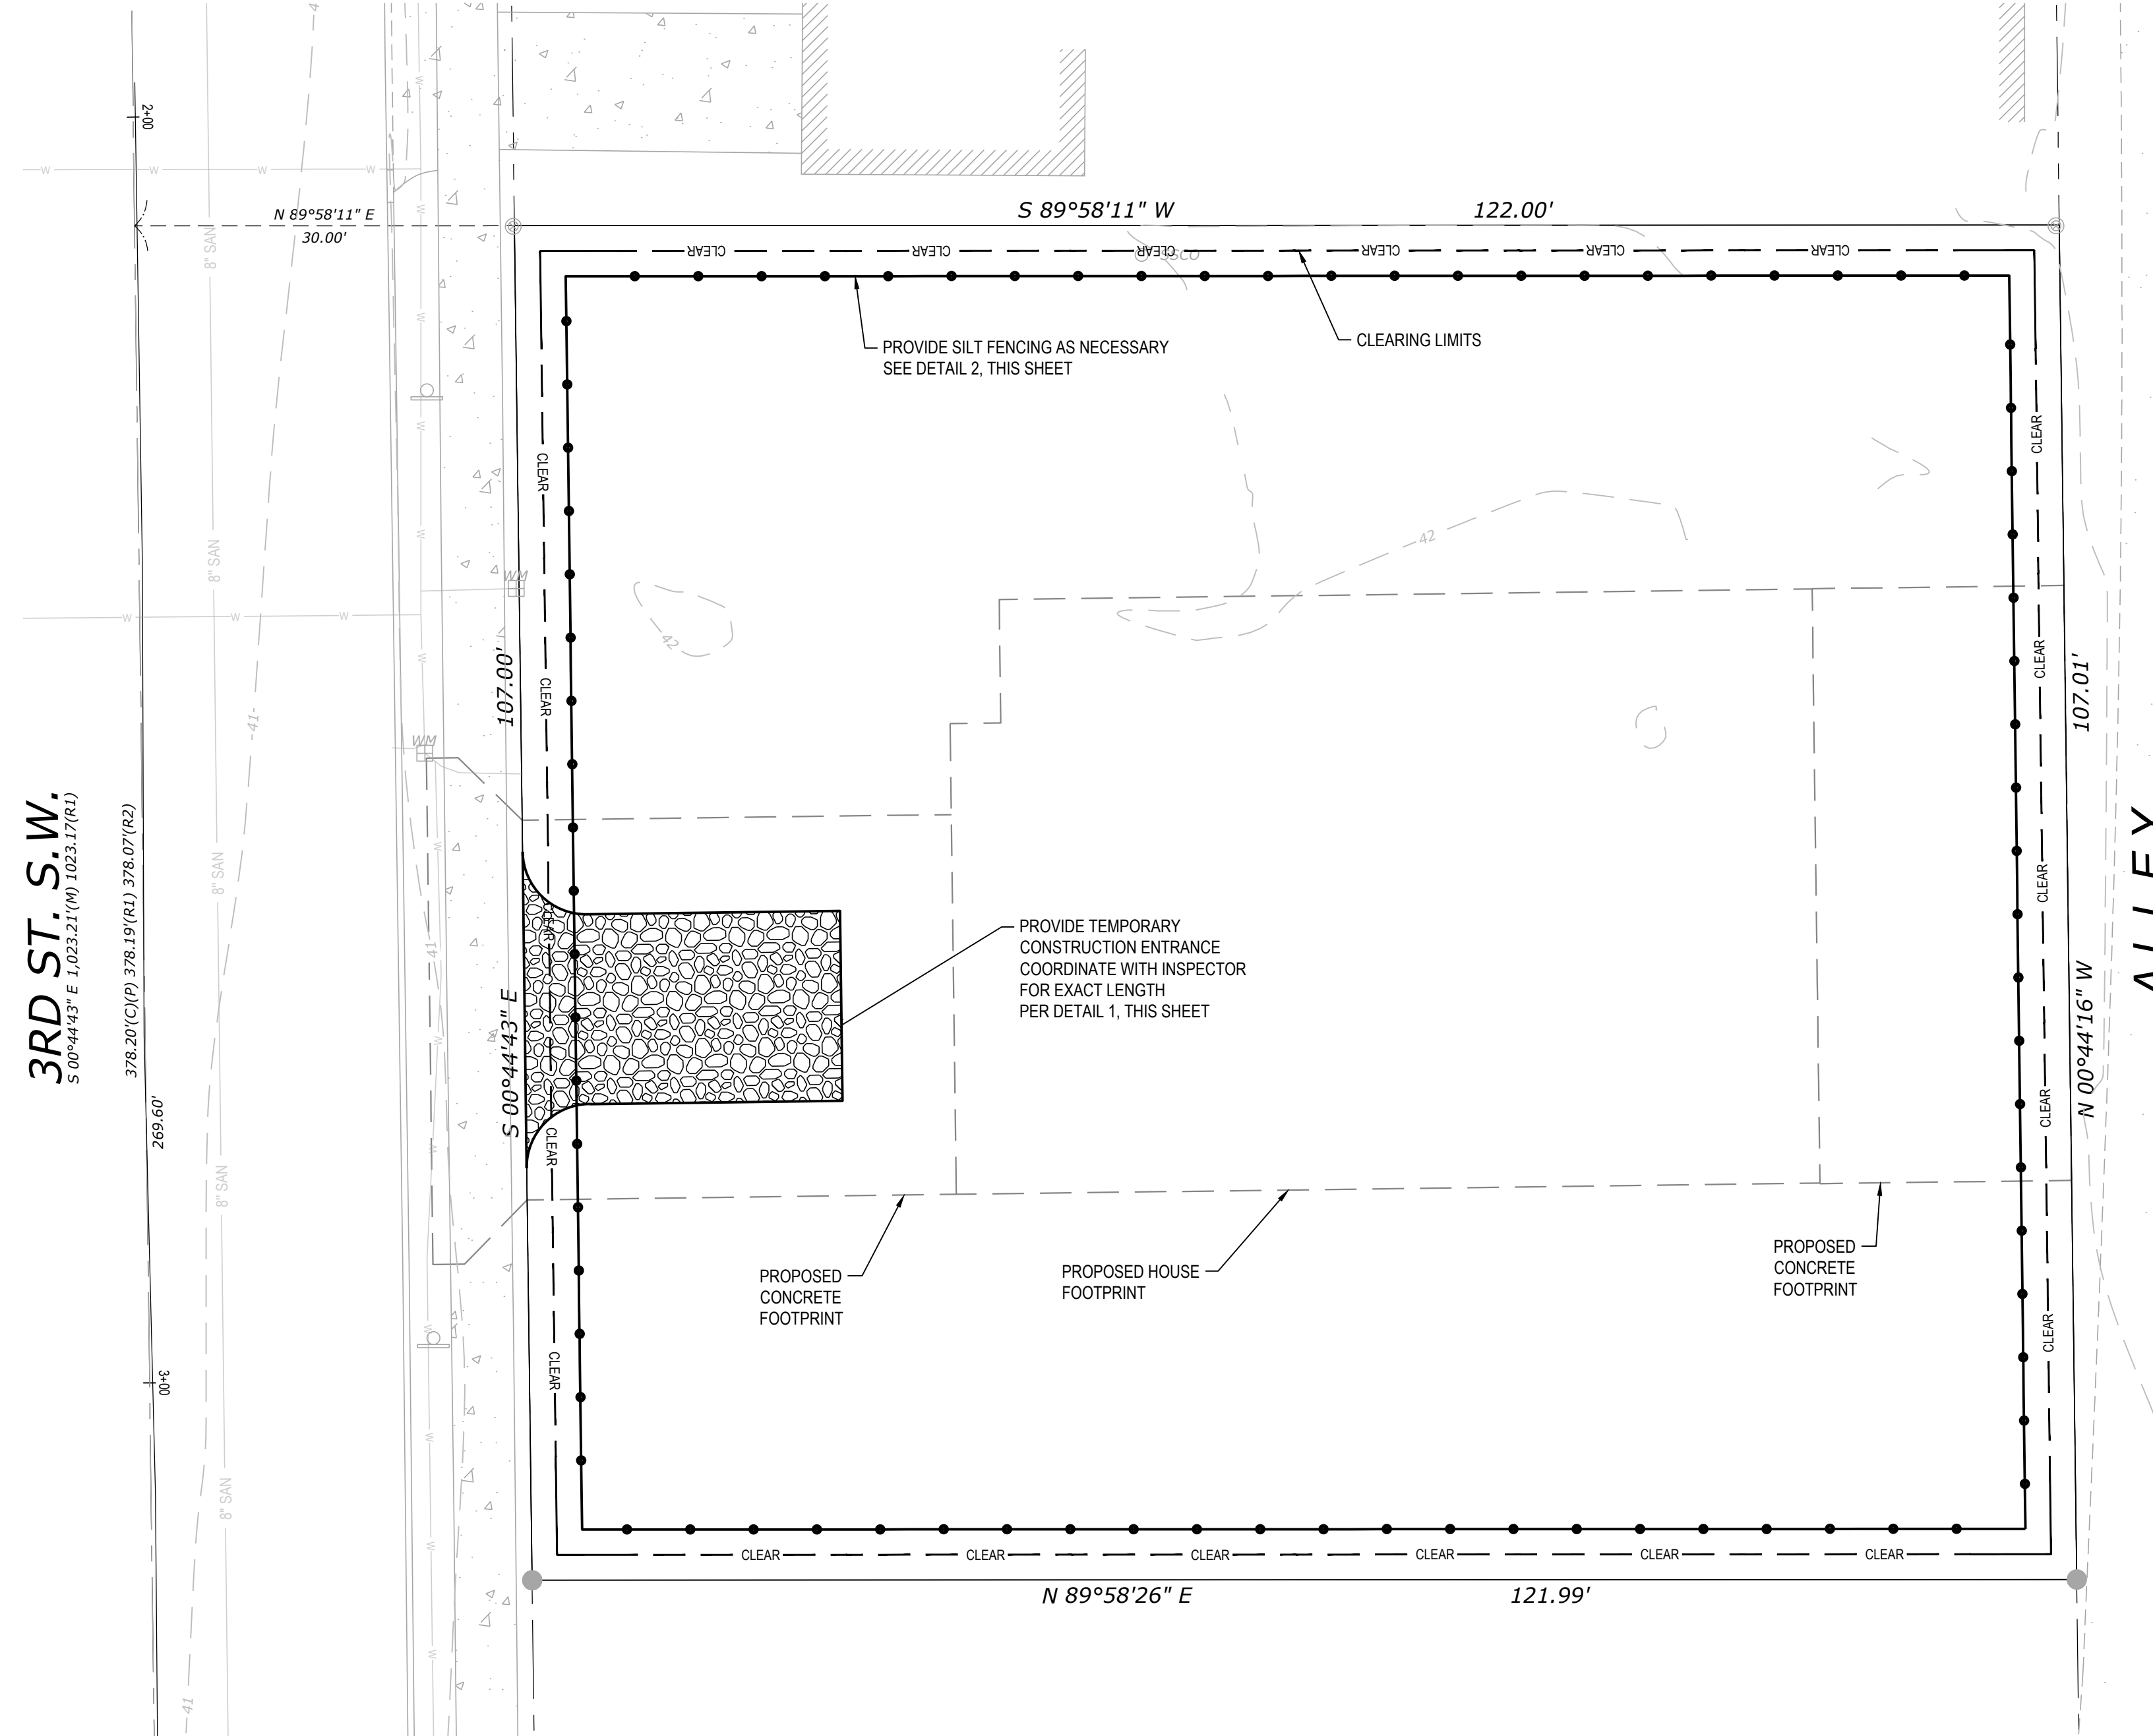 2+00
4
W W W W
N 89°58'11" E
30.00'
S 89°58'11" W 122.00'
CLEAR CLEAR CLEAR CLEAR CLEAR CLEAR
SSCO
PROVIDE SILT FENCING AS NECESSARY
SEE DETAIL 2, THIS SHEET
CLEARING LIMITS
8" SAN
8" SAN
8" SAN
8" SAN
8" SAN
W
W
W
W
W
W
W
W
W
W
W
W
W
W
W W W
WM
WM
42
42
-41-
41
41
107.00'
S 00°44'43" E
CLEAR
CLEAR
CLEAR
CLEAR
CLEAR
CLEAR
CLEAR
CLEAR
CLEAR
CLEAR
107.01'
N 00°44'16" W
3RD ST. S.W.
S 00°44'43" E 1,023.21'(M) 1023.17(R1)
378.20'(C)(P) 378.19'(R1) 378.07'(R2)
269.60'
PROVIDE TEMPORARY
CONSTRUCTION ENTRANCE
COORDINATE WITH INSPECTOR
FOR EXACT LENGTH
PER DETAIL 1, THIS SHEET
PROPOSED
CONCRETE
FOOTPRINT
PROPOSED HOUSE
FOOTPRINT
PROPOSED
CONCRETE
FOOTPRINT
3+00
CLEAR CLEAR CLEAR CLEAR CLEAR CLEAR
N 89°58'26" E 121.99'
ALLEY